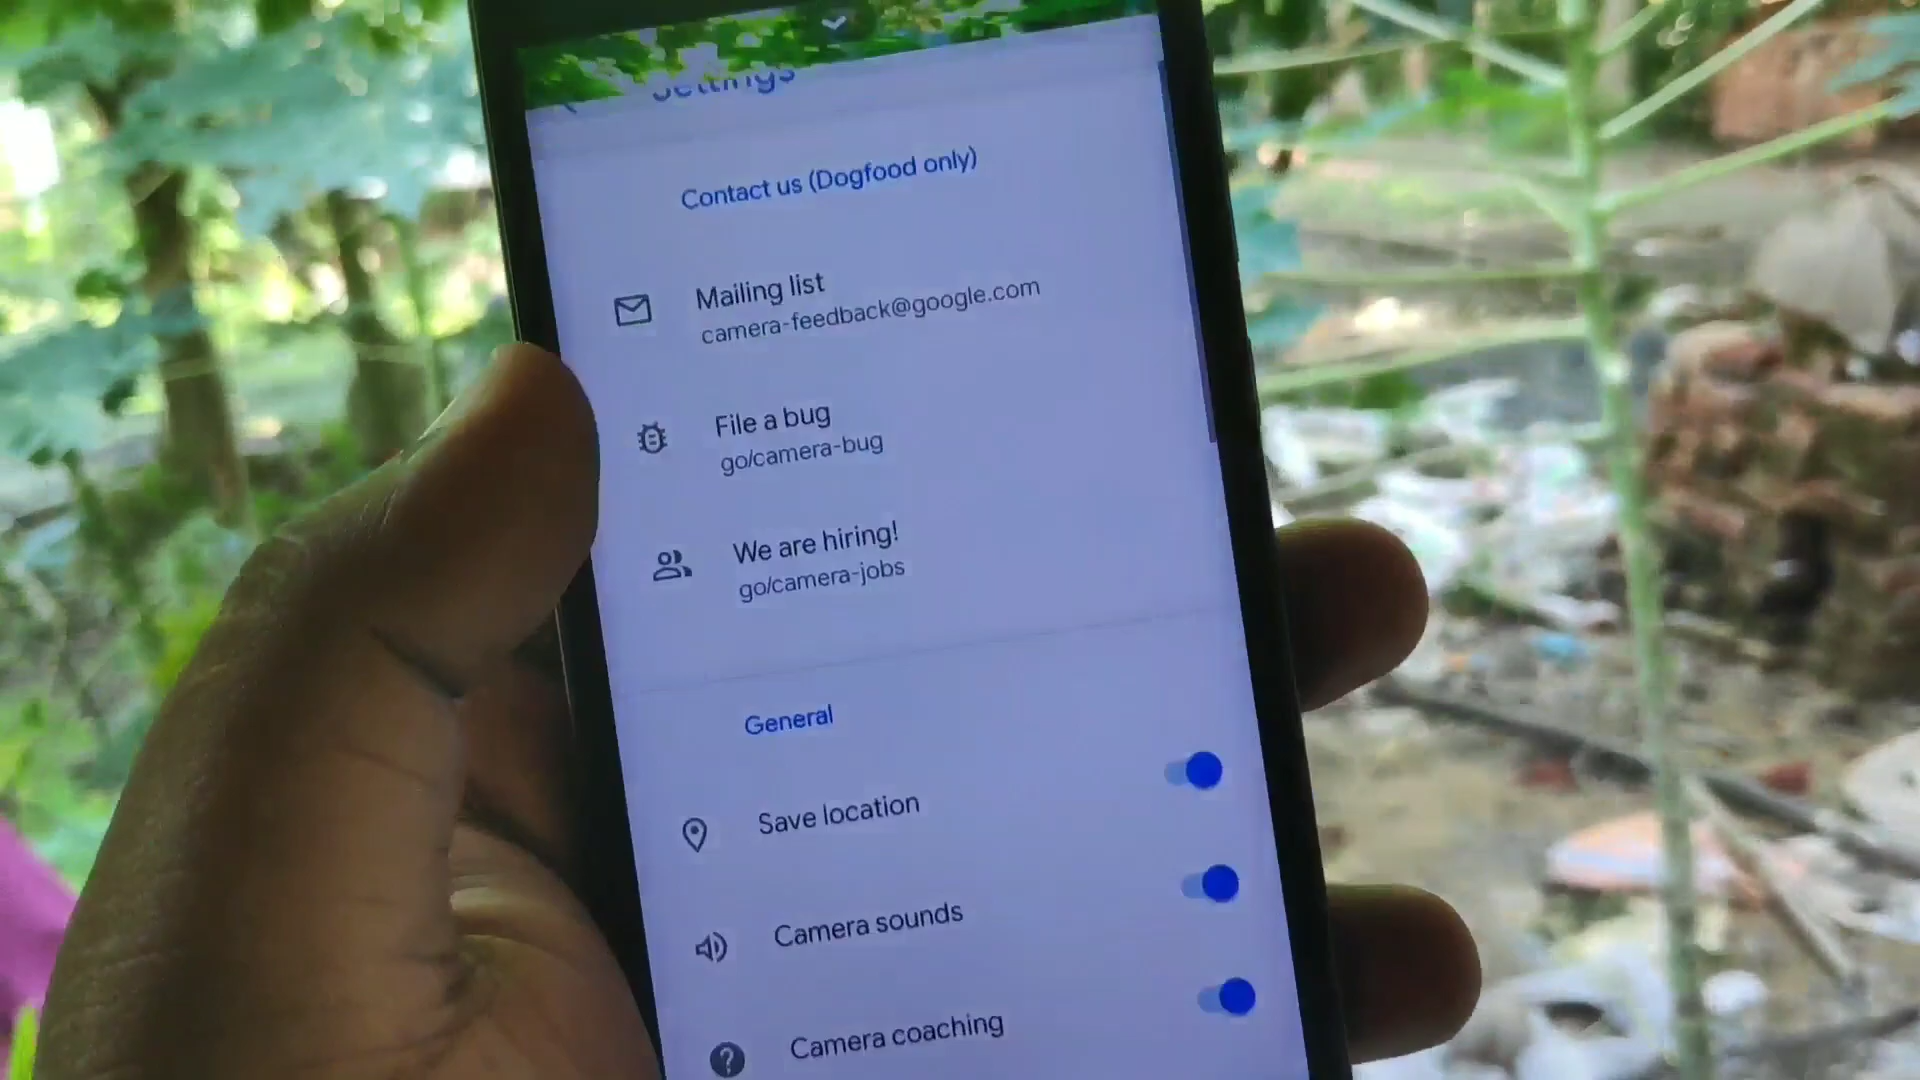 Settings
Contact us (Dogfood only)
Mailing list
camera-feedback@google.com
File a bug
go/camera-bug
We are hiring!
go/camera-jobs
General
Save location
Camera sounds
Camera coaching